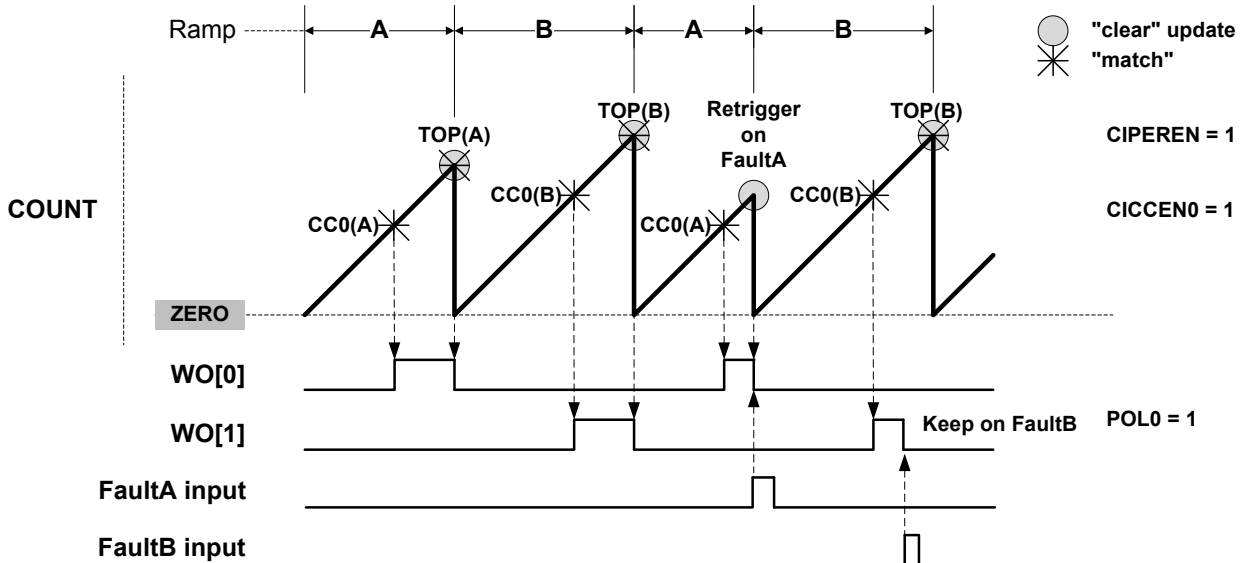 Ramp A B A B
"clear" update
"match"
TOP(A)
TOP(B)
Retrigger
on
FaultA
TOP(B)
CIPEREN = 1
COUNT
CC0(A)
CC0(B)
CC0(A)
CC0(B)
CICCEN0 = 1
ZERO
WO[0]
WO[1]
Keep on FaultB
POL0 = 1
FaultA input
FaultB input